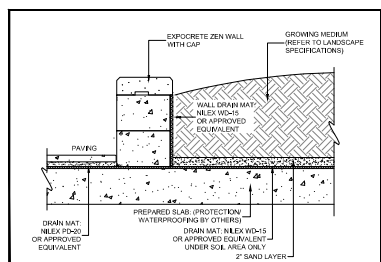 EXPOCRETE ZEN WALL
WITH CAP
GROWING MEDIUM
(REFER TO LANDSCAPE
SPECIFICATIONS)
WALL DRAIN MAT:
NILEX WD-15
OR APPROVED
EQUIVALENT
PAVING
DRAIN MAT:
NILEX PD-20
OR APPROVED
EQUIVALENT
PREPARED SLAB: (PROTECTION/
WATERPROOFING BY OTHERS)
DRAIN MAT: NILEX WD-15
OR APPROVED EQUIVALENT
UNDER SOIL AREA ONLY
2" SAND LAYER